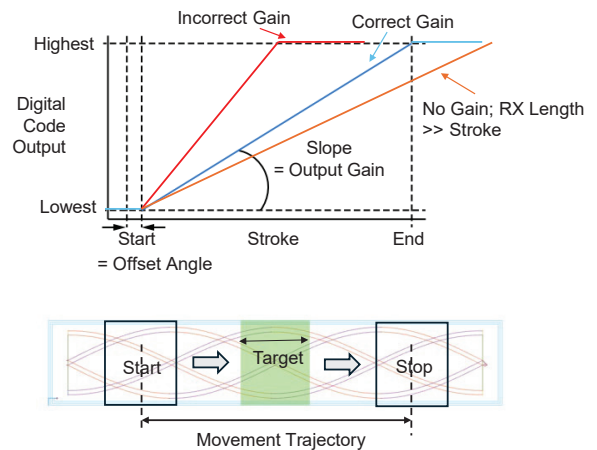 Incorrect Gain
Correct Gain
Highest
Digital
Code
Output
No Gain; RX Length
>> Stroke
Slope
= Output Gain
Lowest
Start
Stroke
End
= Offset Angle
Start
Target
Stop
Movement Trajectory